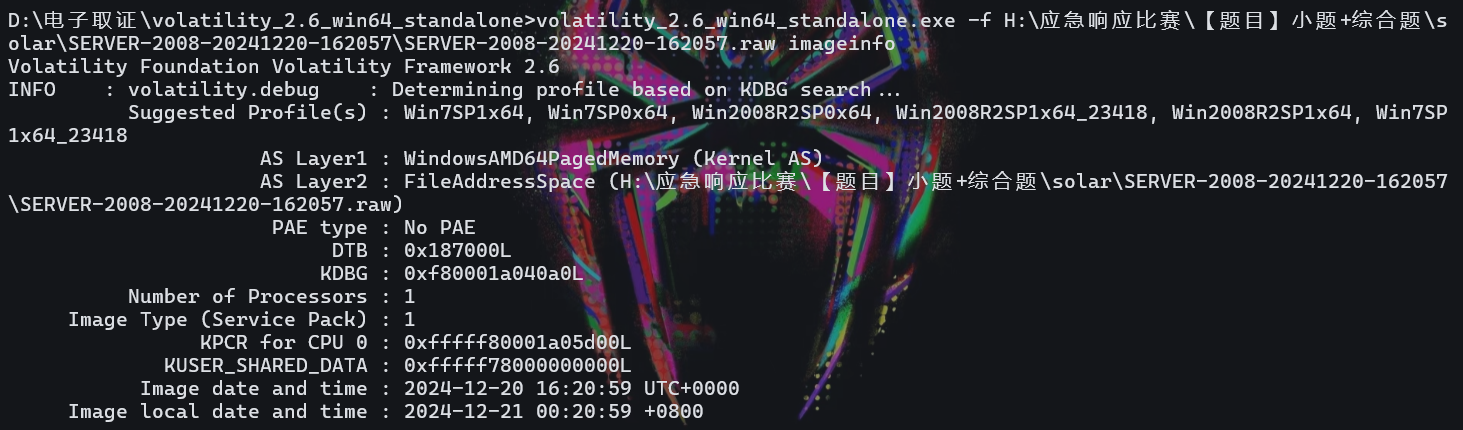 D:\电子取证\volatility_2.6_win64_standalone>volatility_2.6_win64_standalone.exe -f H:\应急响应比赛\【题目】小题+综合题\s
olar\SERVER-2008-20241220-162057\SERVER-2008-20241220-162057.raw imageinfo
Volatility Foundation Volatility Framework 2.6
INFO    : volatility.debug    : Determining profile based on KDBG search...
          Suggested Profile(s) : Win7SP1x64, Win7SP0x64, Win2008R2SP0x64, Win2008R2SP1x64_23418, Win2008R2SP1x64, Win7SP
1x64_23418
                     AS Layer1 : WindowsAMD64PagedMemory (Kernel AS)
                     AS Layer2 : FileAddressSpace (H:\应急响应比赛\【题目】小题+综合题\solar\SERVER-2008-20241220-162057
\SERVER-2008-20241220-162057.raw)
                      PAE type : No PAE
                           DTB : 0x187000L
                          KDBG : 0xf80001a040a0L
          Number of Processors : 1
     Image Type (Service Pack) : 1
                KPCR for CPU 0 : 0xfffff80001a05d00L
             KUSER_SHARED_DATA : 0xfffff78000000000L
           Image date and time : 2024-12-20 16:20:59 UTC+0000
     Image local date and time : 2024-12-21 00:20:59 +0800